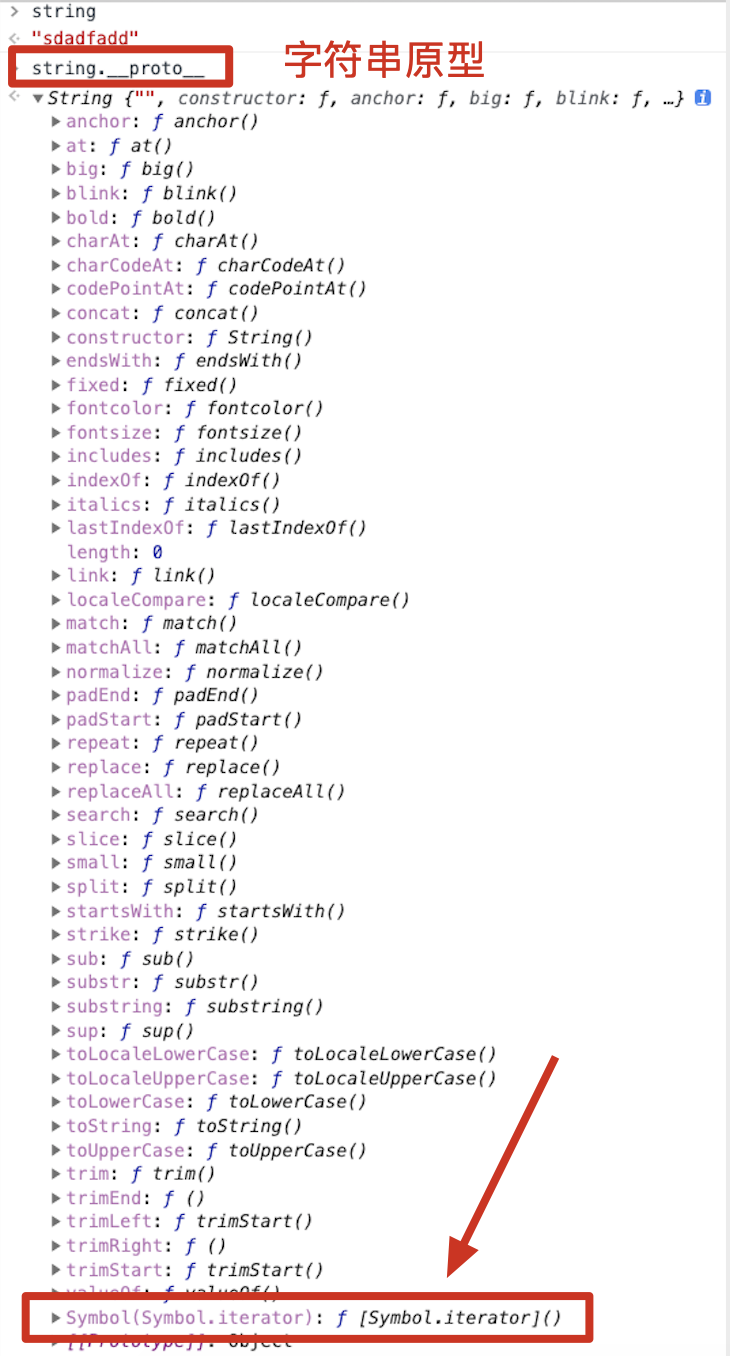 > string
"sdadfadd"
string.__proto__ 字符串原型
▼String {"", constructor: ƒ, anchor: ƒ, big: ƒ, blink: ƒ, …} i
▶anchor: ƒ anchor()
▶at: ƒ at()
▶big: ƒ big()
▶blink: ƒ blink()
▶bold: ƒ bold()
▶charAt: ƒ charAt()
▶charCodeAt: ƒ charCodeAt()
▶codePointAt: ƒ codePointAt()
▶concat: ƒ concat()
▶constructor: ƒ String()
▶endsWith: ƒ endsWith()
▶fixed: ƒ fixed()
▶fontcolor: ƒ fontcolor()
▶fontsize: ƒ fontsize()
▶includes: ƒ includes()
▶indexOf: ƒ indexOf()
▶italics: ƒ italics()
▶lastIndexOf: ƒ lastIndexOf()
length: 0
▶link: ƒ link()
▶localeCompare: ƒ localeCompare()
▶match: ƒ match()
▶matchAll: ƒ matchAll()
▶normalize: ƒ normalize()
▶padEnd: ƒ padEnd()
▶padStart: ƒ padStart()
▶repeat: ƒ repeat()
▶replace: ƒ replace()
▶replaceAll: ƒ replaceAll()
▶search: ƒ search()
▶slice: ƒ slice()
▶small: ƒ small()
▶split: ƒ split()
▶startsWith: ƒ startsWith()
▶strike: ƒ strike()
▶sub: ƒ sub()
▶substr: ƒ substr()
▶substring: ƒ substring()
▶sup: ƒ sup()
▶toLocaleLowerCase: ƒ toLocaleLowerCase()
▶toLocaleUpperCase: ƒ toLocaleUpperCase()
▶toLowerCase: ƒ toLowerCase()
▶toString: ƒ toString()
▶toUpperCase: ƒ toUpperCase()
▶trim: ƒ trim()
▶trimEnd: ƒ ()
▶trimLeft: ƒ trimStart()
▶trimRight: ƒ ()
▶trimStart: ƒ trimStart()
▶valueOf: ƒ valueOf()
▶Symbol(Symbol.iterator): ƒ [Symbol.iterator]()
▶[[Prototype]]: Object